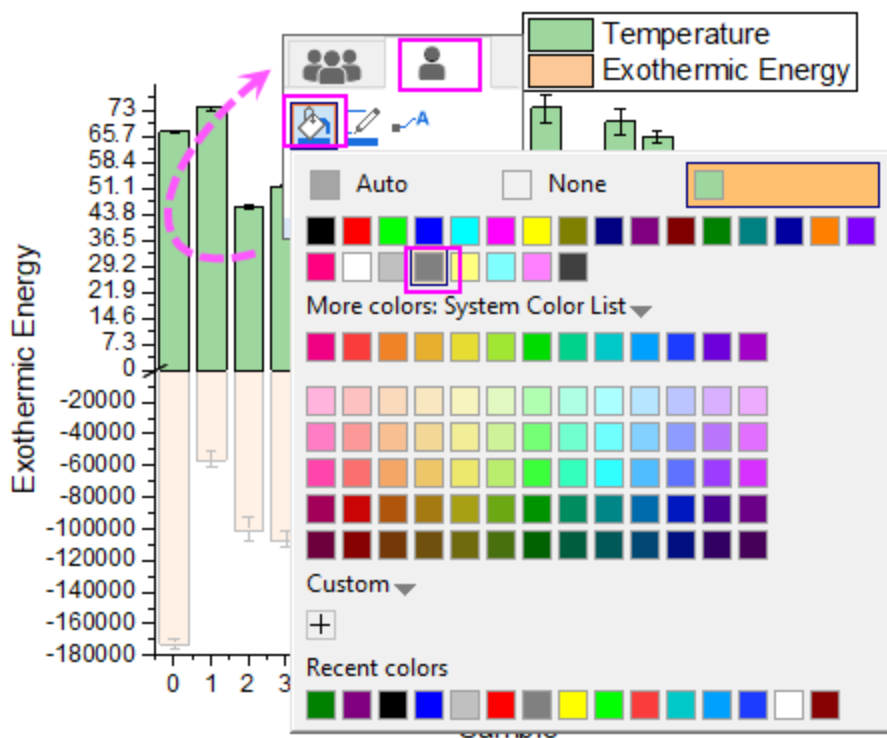 Temperature
Exothermic Energy
A
Auto
None
More colors: System Color List
Custom
+
Recent colors
Exothermic Energy
73
65.7
58.4
51.1
43.8
36.5
29.2
21.9
14.6
7.3
0
-20000
-40000
-60000
-80000
-100000
-120000
-140000
-160000
-180000
0 1 2 3